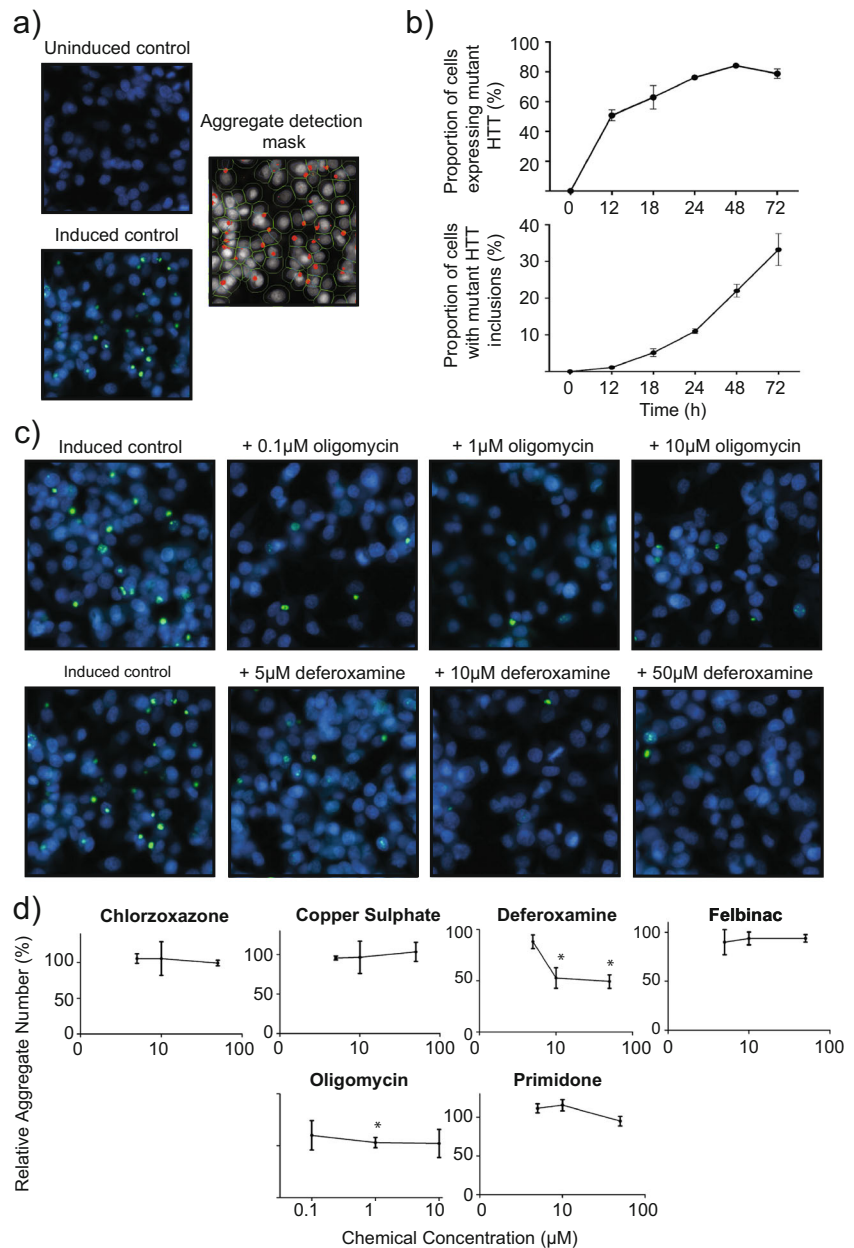 a)
Uninduced control
Induced control
Aggregate detection
mask
b)
Proportion of cells
expressing mutant
HTT (%)
100
80
60
40
20
0 12 18 24 48 72
Proportion of cells
with mutant HTT
inclusions (%)
40
30
20
10
0 12 18 24 48 72
Time (h)
c)
Induced control
+ 0.1µM oligomycin
+ 1µM oligomycin
+ 10µM oligomycin
Induced control
+ 5µM deferoxamine
+ 10µM deferoxamine
+ 50µM deferoxamine
d)
Relative Aggregate Number (%)
Chlorzoxazone
100
50
0
0 10 100
Copper Sulphate
100
50
0
0 10 100
Deferoxamine
100
50
0
* *
0 10 100
Felbinac
100
50
0
0 10 100
Oligomycin
*
0.1 1 10
Primidone
100
50
0
0 10 100
Chemical Concentration (µM)